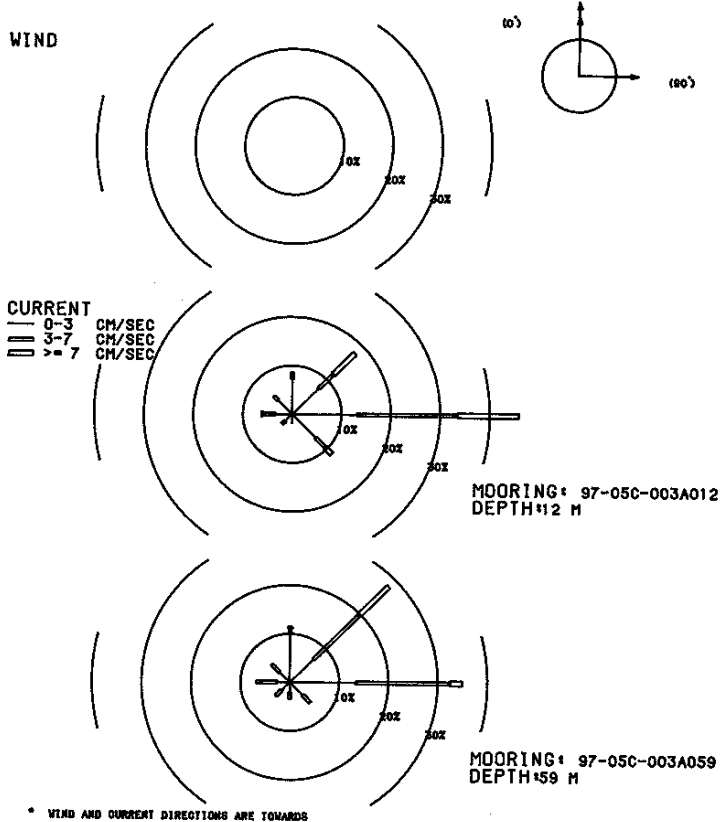 WIND
(0°)
(90°)
10%
20%
30%
CURRENT
0-3 CM/SEC
3-7 CM/SEC
>= 7 CM/SEC
10%
20%
30%
MOORING: 97-05C-003A012
DEPTH:12 M
10%
20%
30%
MOORING: 97-05C-003A059
DEPTH:59 M
* WIND AND CURRENT DIRECTIONS ARE TOWARDS